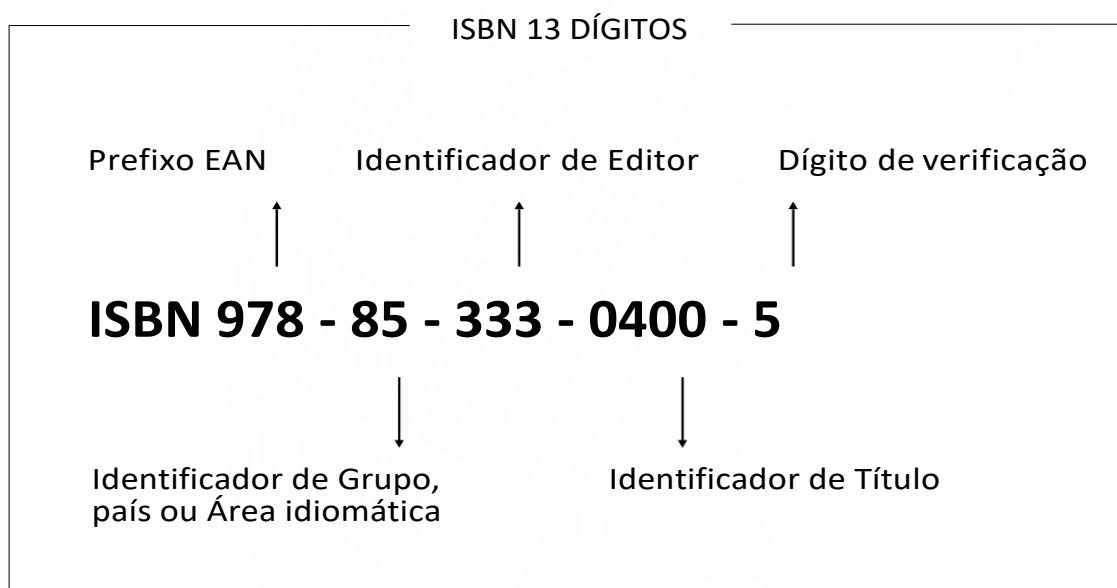 ISBN 13 DÍGITOS
Prefixo EAN Identificador de Editor Dígito de verificação
ISBN 978 - 85 - 333 - 0400 - 5
Identificador de Grupo, Identificador de Título
país ou Área idiomática